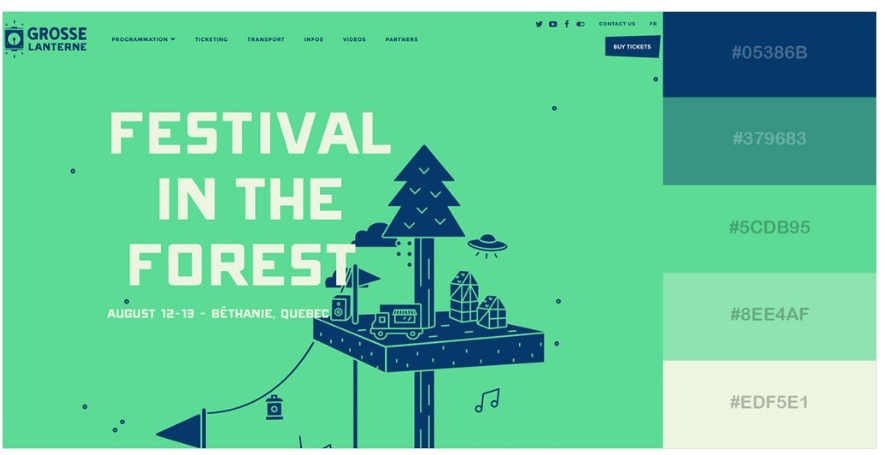 GROSSE
LANTERNE
PROGRAMMATION TICKETING TRANSPORT INFOS VIDEOS PARTNERS
CONTACT US FR
BUY TICKETS
FESTIVAL
IN THE
FOREST
AUGUST 12-13 - BÉTHANIE, QUEBEC
#05386B
#379683
#5CDB95
#8EE4AF
#EDF5E1